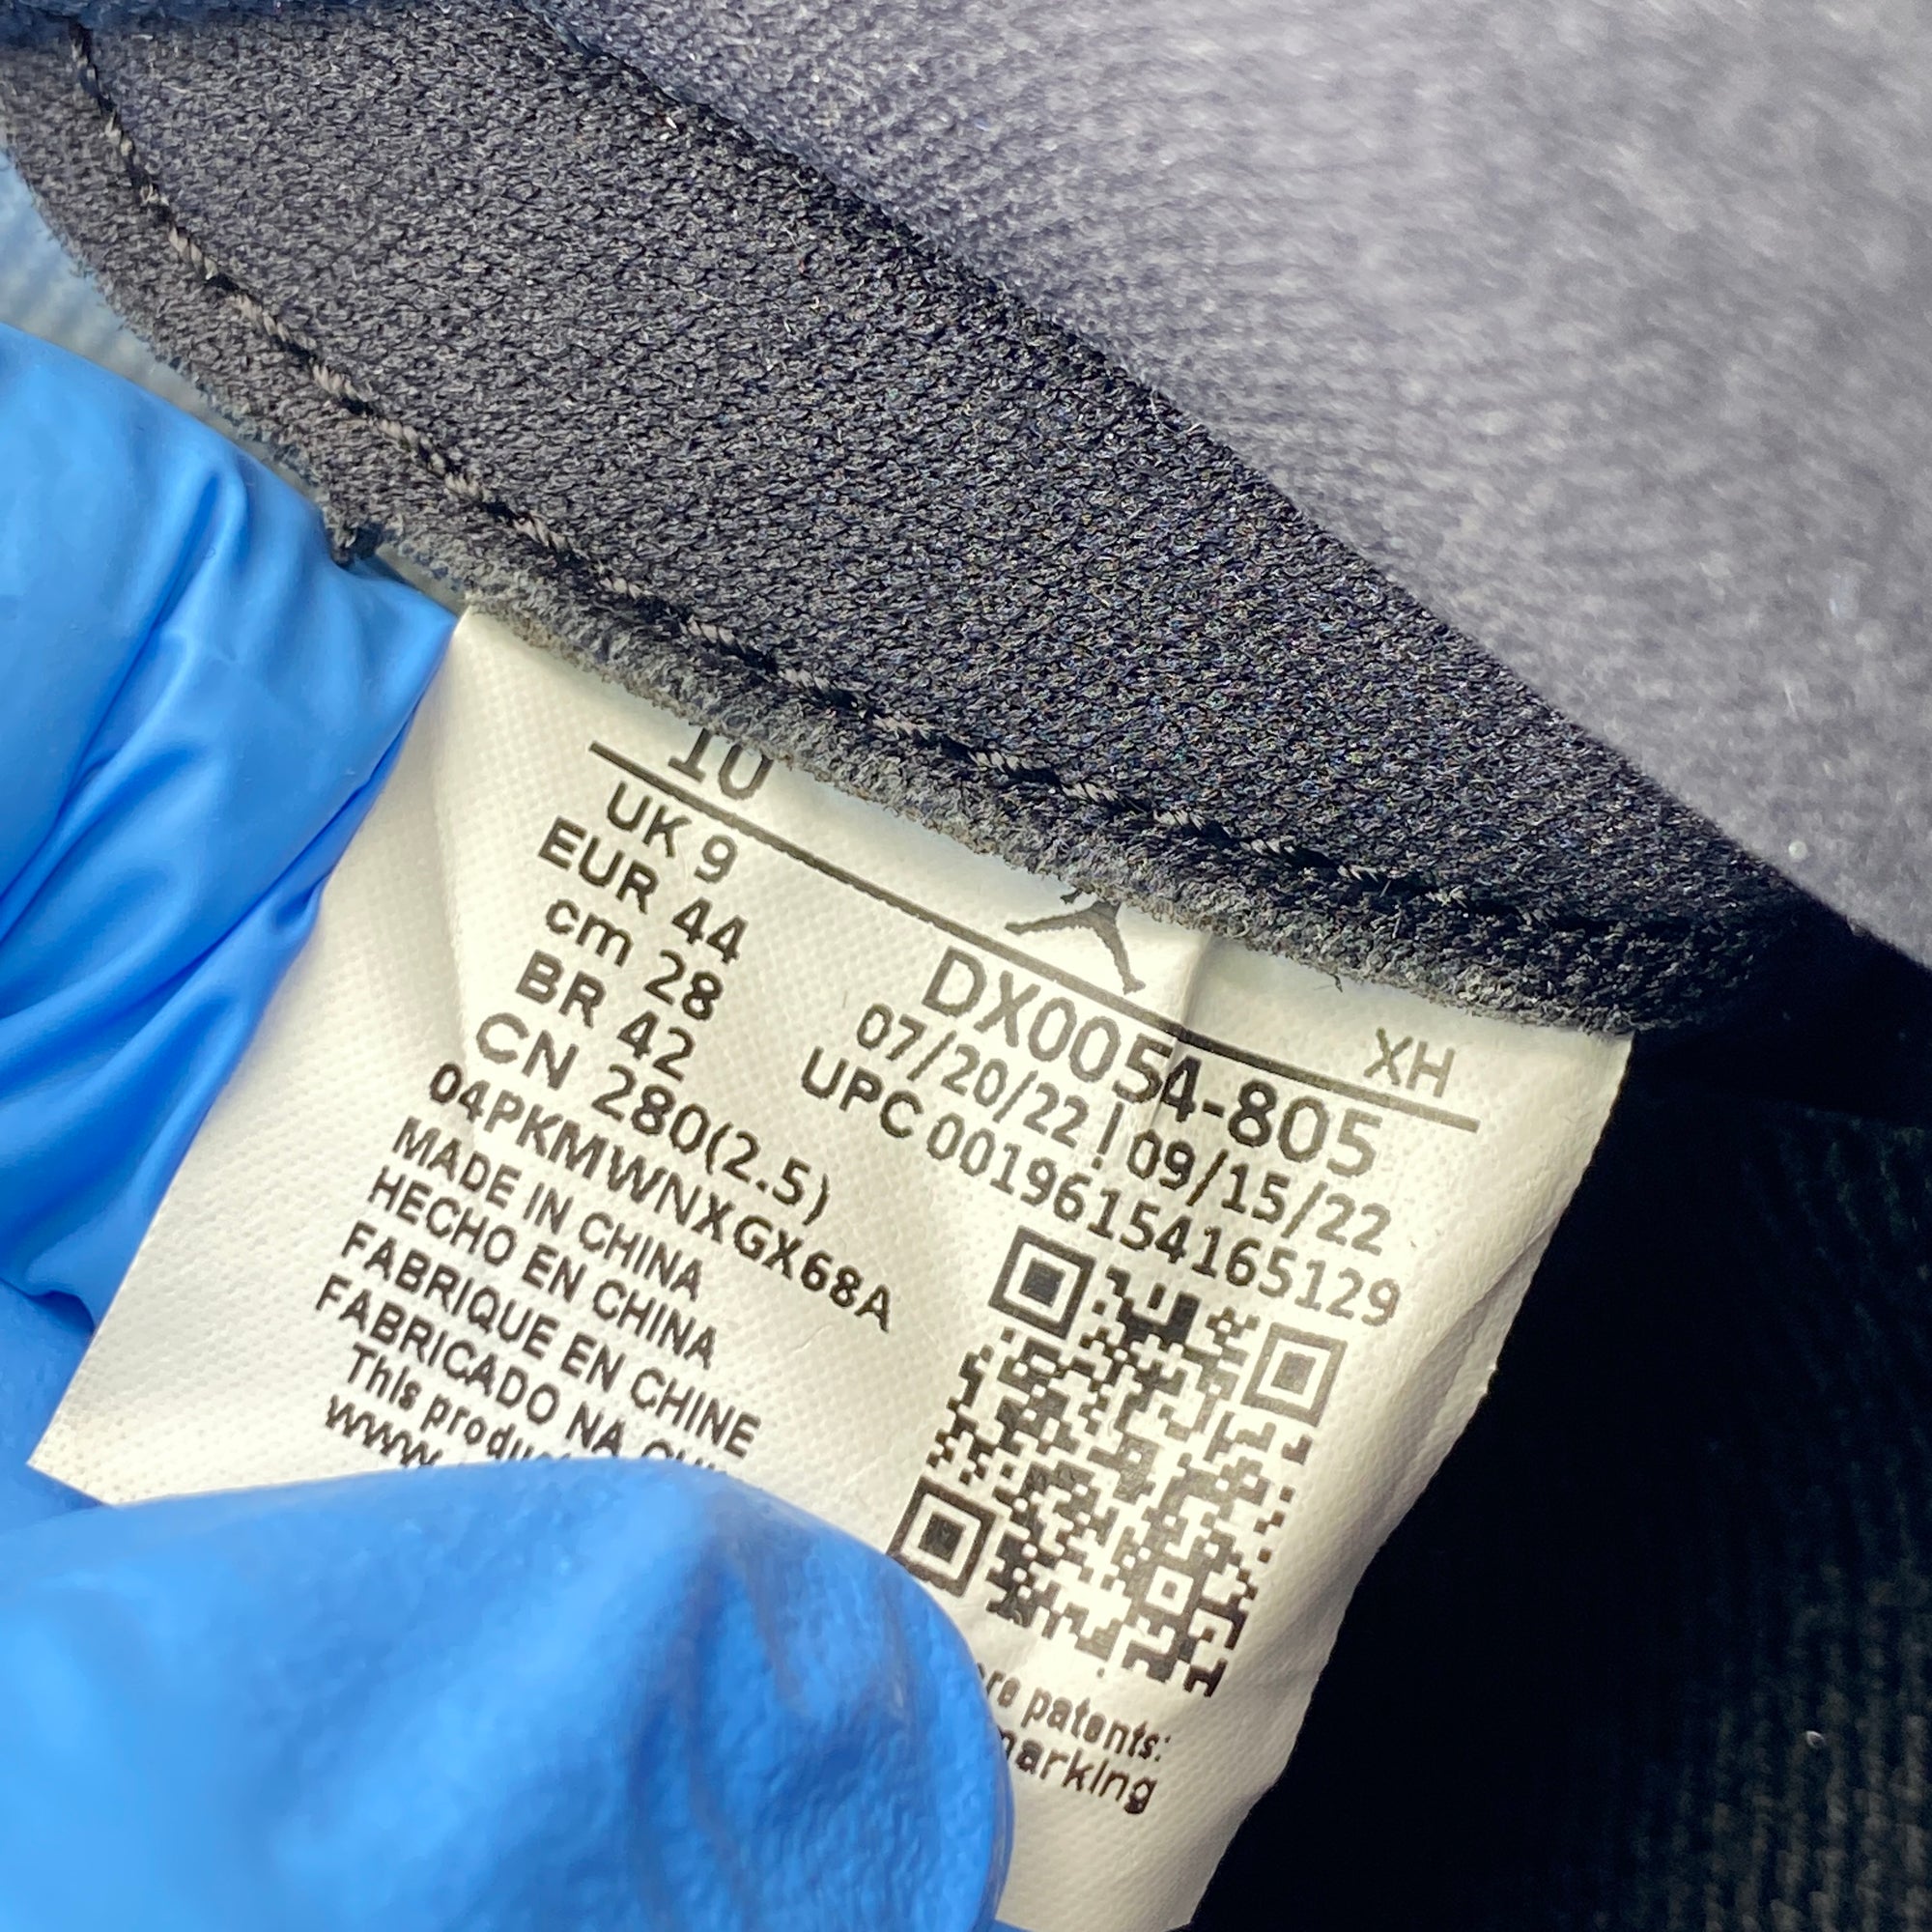 10
XH
UK 9
EUR 44
cm 28
BR 42
CN 280(2.5)
04PKMWNXGX68A
MADE IN CHINA
HECHO EN CHINA
FABRIQUE EN CHINE
FABRICADO NA
This
www.
DX0054-805
07/20/22 ! 09/15/22
UPC 00196154165129
patents: